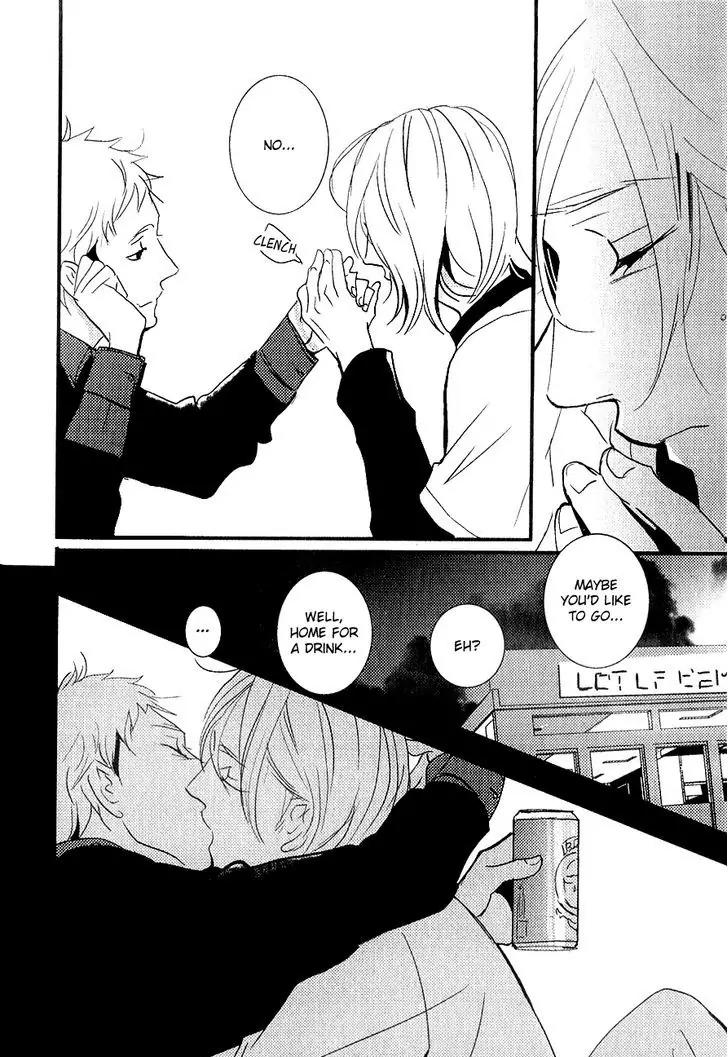 NO...
CLENCH
MAYBE
YOU'D LIKE
TO GO...
EH?
WELL,
HOME FOR
A DRINK...
...